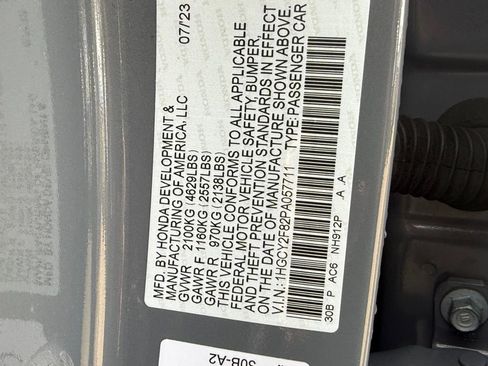 MFD. BY HONDA DEVELOPMENT &
MANUFACTURING OF AMERICA, LLC 07/'23
GVWR 2100KG (4629LBS)
GAWR F 1160KG (2557LBS)
GAWR R 970KG (2138LBS)
THIS VEHICLE CONFORMS TO ALL APPLICABLE
FEDERAL MOTOR VEHICLE SAFETY, BUMPER,
AND THEFT PREVENTION STANDARDS IN EFFECT
ON THE DATE OF MANUFACTURE SHOWN ABOVE.
V.I.N.: 1HGCY2F82PA057711 TYPE: PASSENGER CAR
30B P AC6 NH912P A A
30B-A2